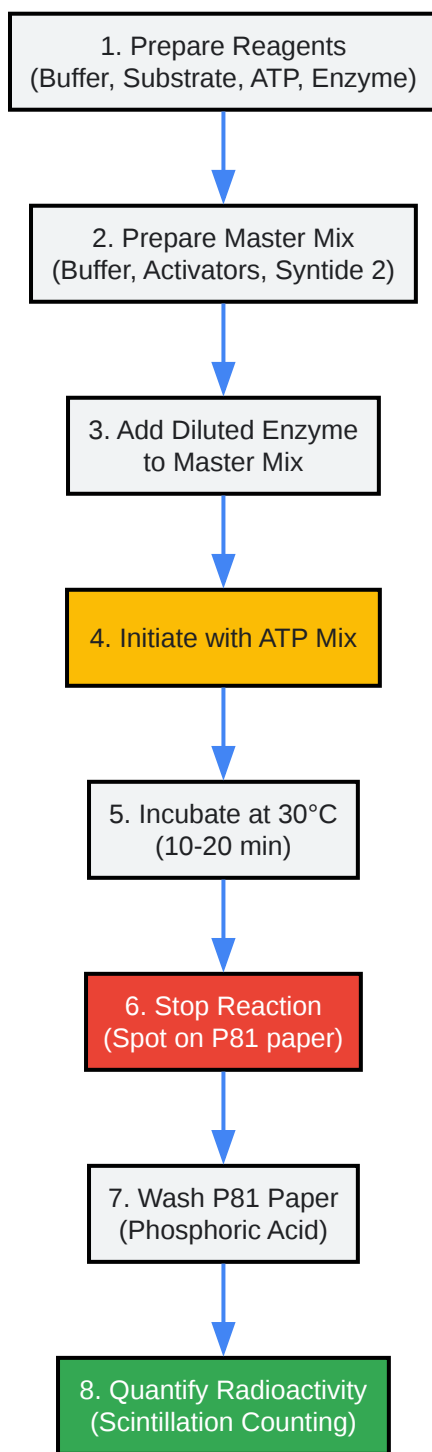 1. Prepare Reagents
(Buffer, Substrate, ATP, Enzyme)
2. Prepare Master Mix
(Buffer, Activators, Syntide 2)
3. Add Diluted Enzyme
to Master Mix
4. Initiate with ATP Mix
5. Incubate at 30°C
(10-20 min)
6. Stop Reaction
(Spot on P81 paper)
7. Wash P81 Paper
(Phosphoric Acid)
8. Quantify Radioactivity
(Scintillation Counting)